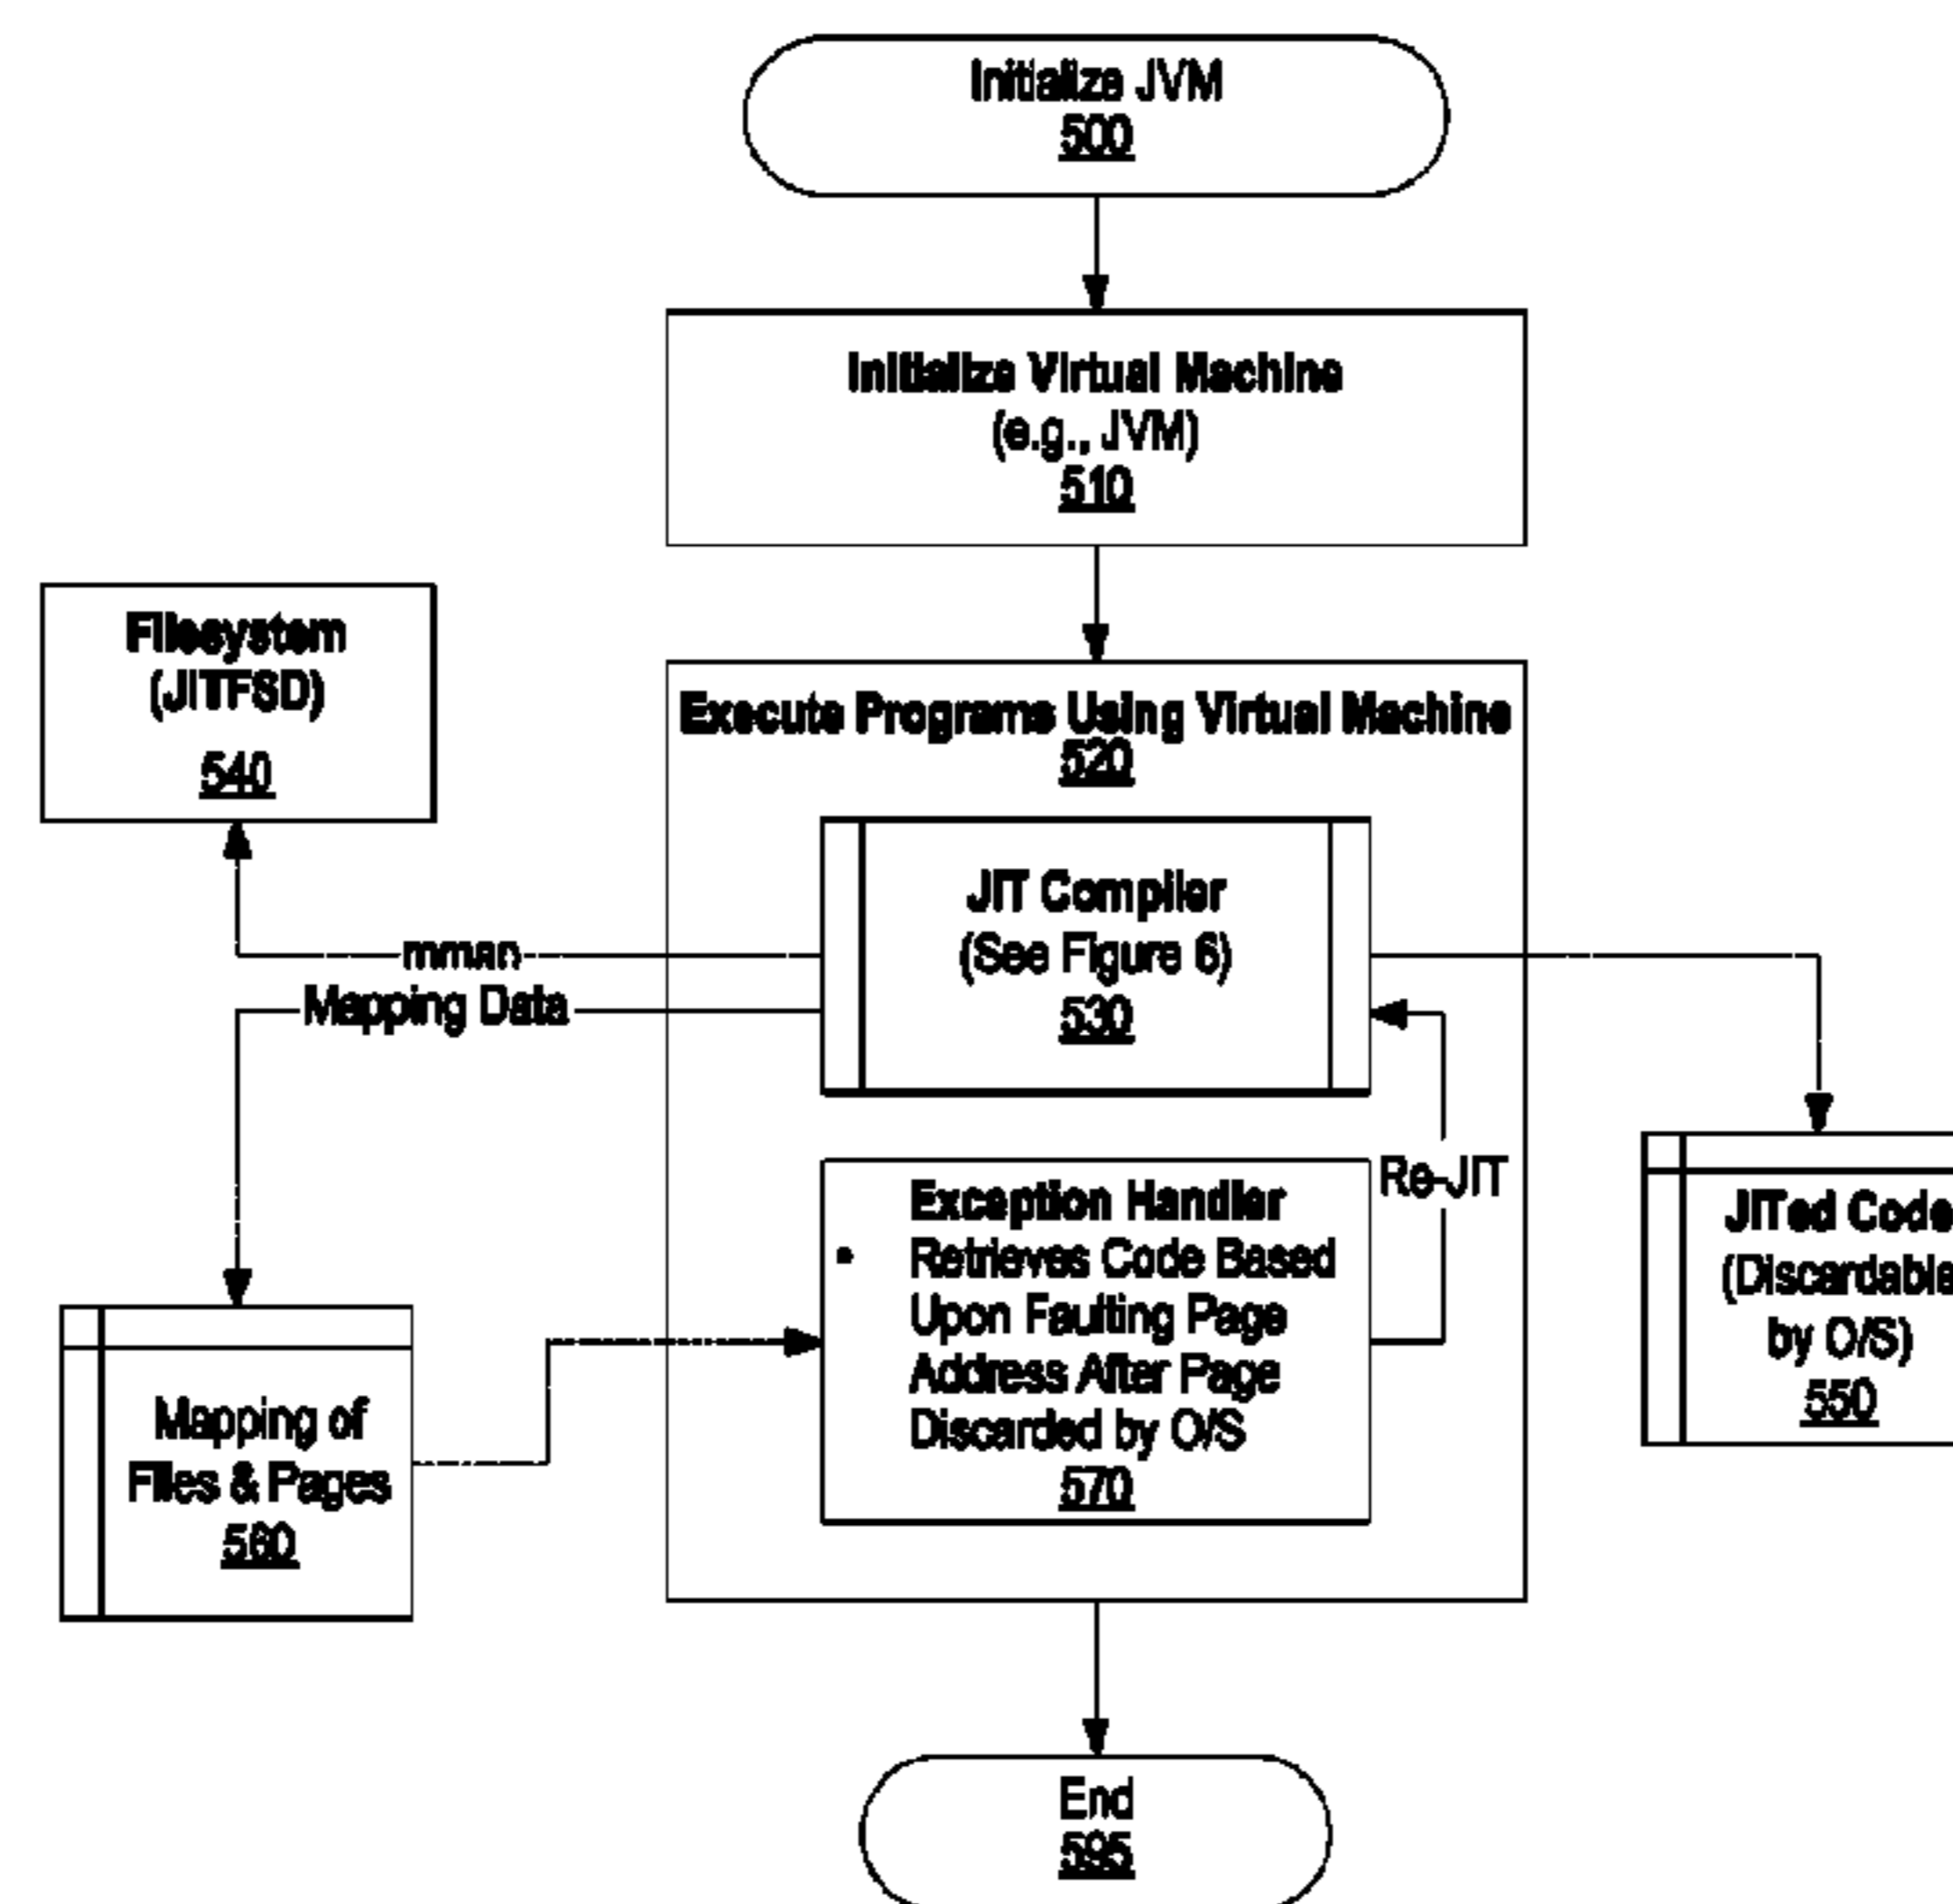 Initialize JVM
500
Initialize Virtual Machine
(e.g., JVM)
510
Filesystem
(JITFSD)
540
Execute Programs Using Virtual Machine
520
JIT Compiler
(See Figure 6)
530
mman
Mapping Data
Re-JIT
Exception Handler
• Retrieves Code Based
Upon Faulting Page
Address After Page
Discarded by O/S
570
JITed Code
(Discardable
by O/S)
550
Mapping of
Files & Pages
560
End
595